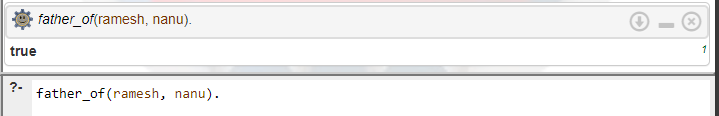 father_of(ramesh, nanu).
true 1
?- father_of(ramesh, nanu).